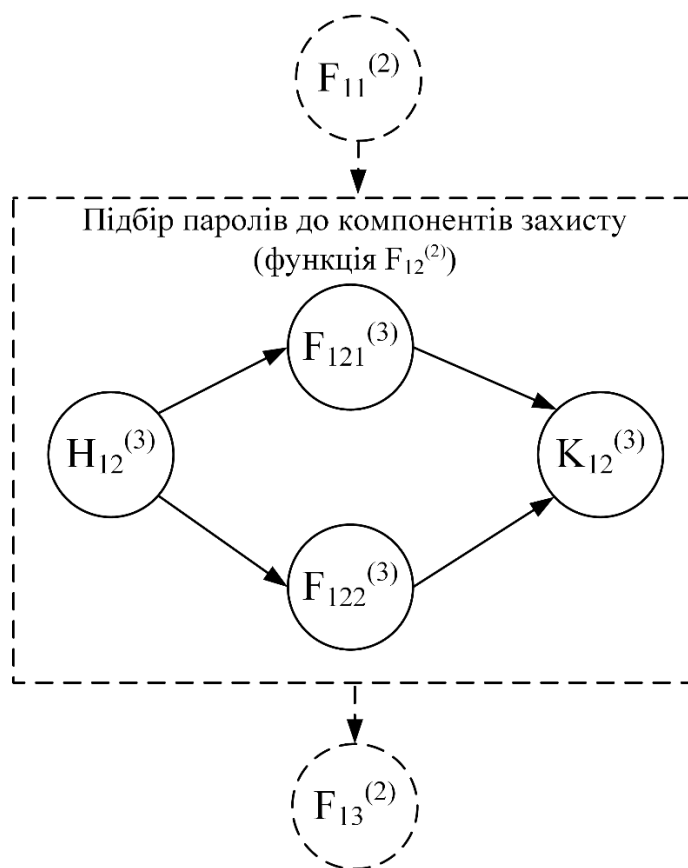 F₁₁⁽²⁾
Підбір паролів до компонентів захисту
(функція F₁₂⁽²⁾)
F₁₂₁⁽³⁾
H₁₂⁽³⁾
K₁₂⁽³⁾
F₁₂₂⁽³⁾
F₁₃⁽²⁾